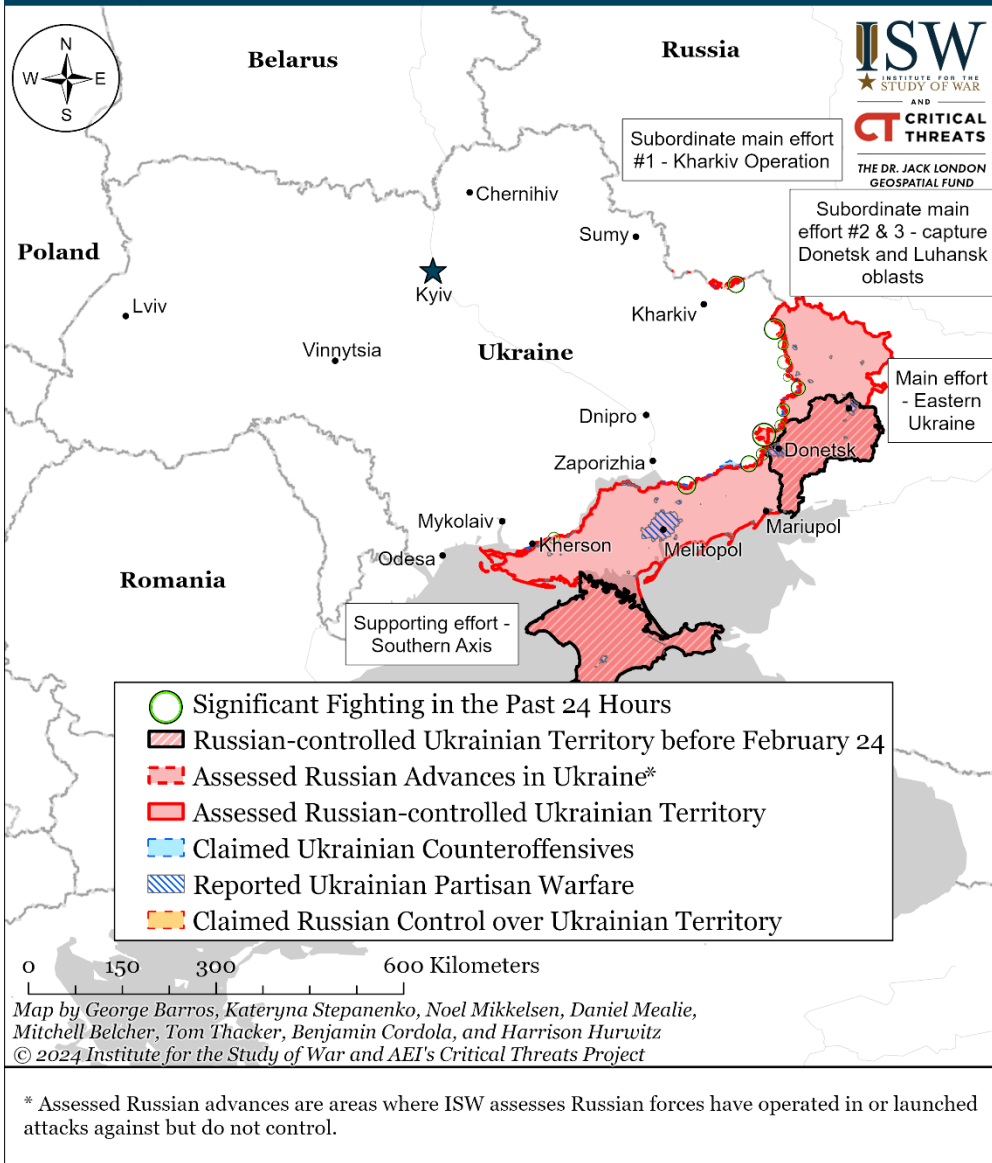 N
W
E
S
Belarus
Russia
ISW
INSTITUTE FOR THE
STUDY OF WAR
AND
CT CRITICAL
THREATS
THE DR. JACK LONDON
GEOSPATIAL FUND
Subordinate main effort
#1 - Kharkiv Operation
Subordinate main
effort #2 & 3 - capture
Donetsk and Luhansk
oblasts
Chernihiv
Sumy
Poland
Kyiv
Lviv
Kharkiv
Vinnytsia
Ukraine
Main effort
- Eastern
Ukraine
Dnipro
Donetsk
Zaporizhia
Mykolaiv
Mariupol
Kherson
Melitopol
Odesa
Romania
Supporting effort -
Southern Axis
Significant Fighting in the Past 24 Hours
Russian-controlled Ukrainian Territory before February 24
Assessed Russian Advances in Ukraine*
Assessed Russian-controlled Ukrainian Territory
Claimed Ukrainian Counteroffensives
Reported Ukrainian Partisan Warfare
Claimed Russian Control over Ukrainian Territory
0 150 300 600 Kilometers
Map by George Barros, Kateryna Stepanenko, Noel Mikkelsen, Daniel Mealie,
Mitchell Belcher, Tom Thacker, Benjamin Cordola, and Harrison Hurwitz
© 2024 Institute for the Study of War and AEI's Critical Threats Project
* Assessed Russian advances are areas where ISW assesses Russian forces have operated in or launched
attacks against but do not control.